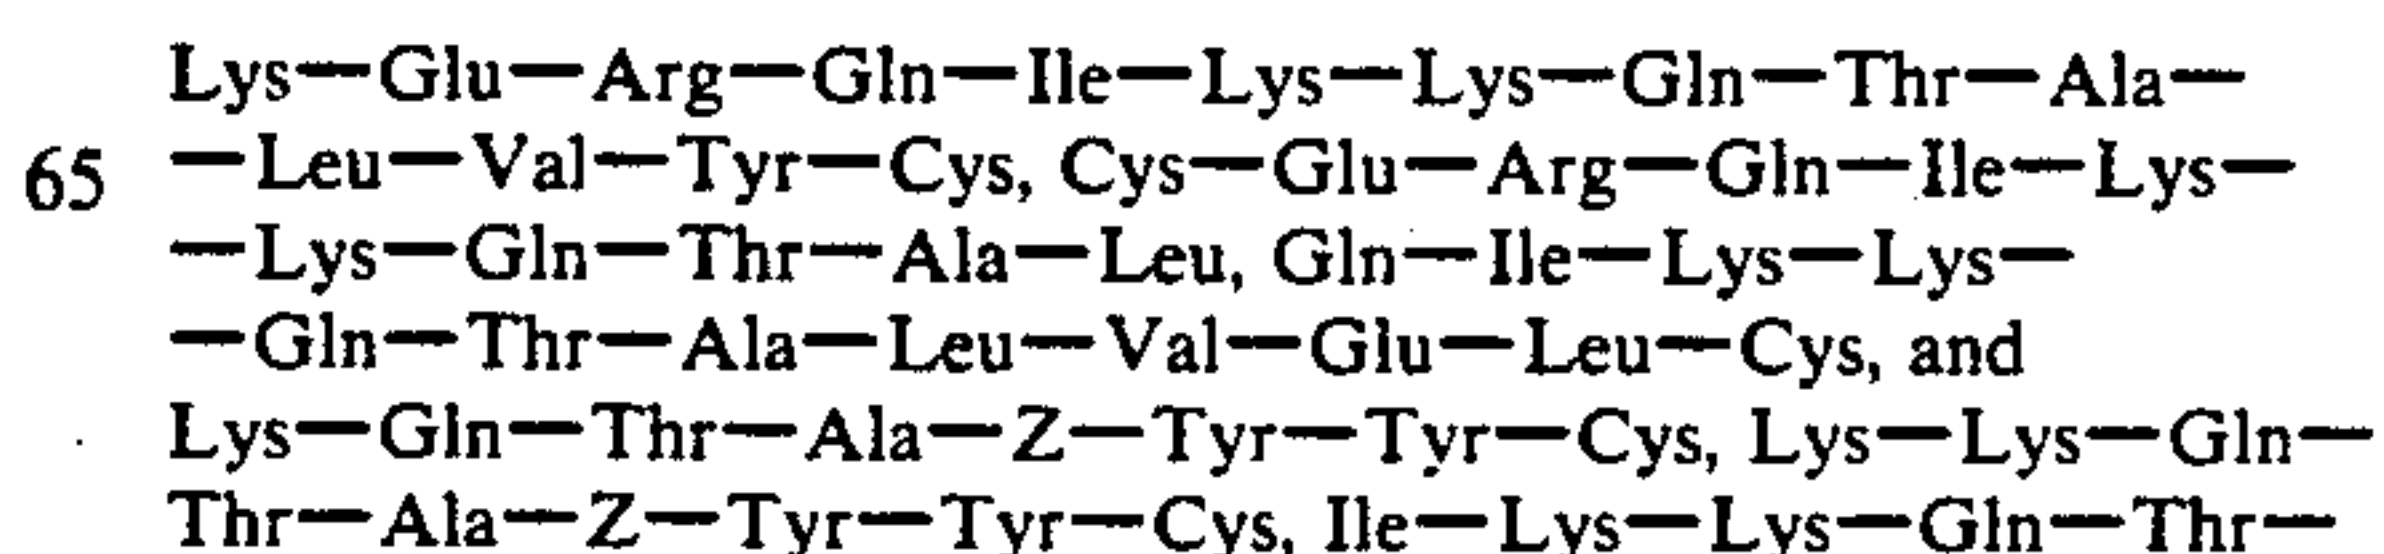 Lys—Glu—Arg—Gln—Ile—Lys—Lys—Gln—Thr—Ala—
65 —Leu—Val—Tyr—Cys, Cys—Glu—Arg—Gln—Ile—Lys—
—Lys—Gln—Thr—Ala—Leu, Gln—Ile—Lys—Lys—
—Gln—Thr—Ala—Leu—Val—Glu—Leu—Cys, and
Lys—Gln—Thr—Ala—Z—Tyr—Tyr—Cys, Lys—Lys—Gln—
Thr—Ala—Z—Tyr—Tyr—Cys, Ile—Lys—Lys—Gln—Thr—